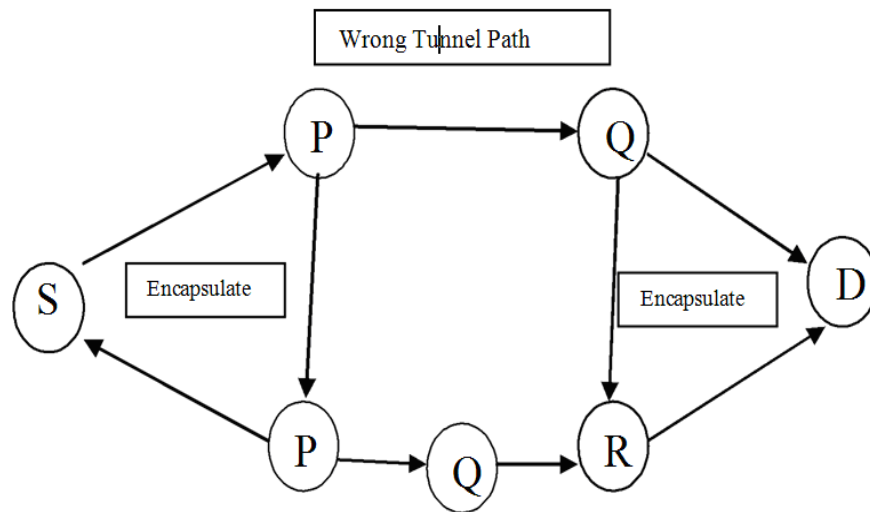 Wrong Tunnel Path
P
Q
S
Encapsulate
Encapsulate
D
P
Q
R